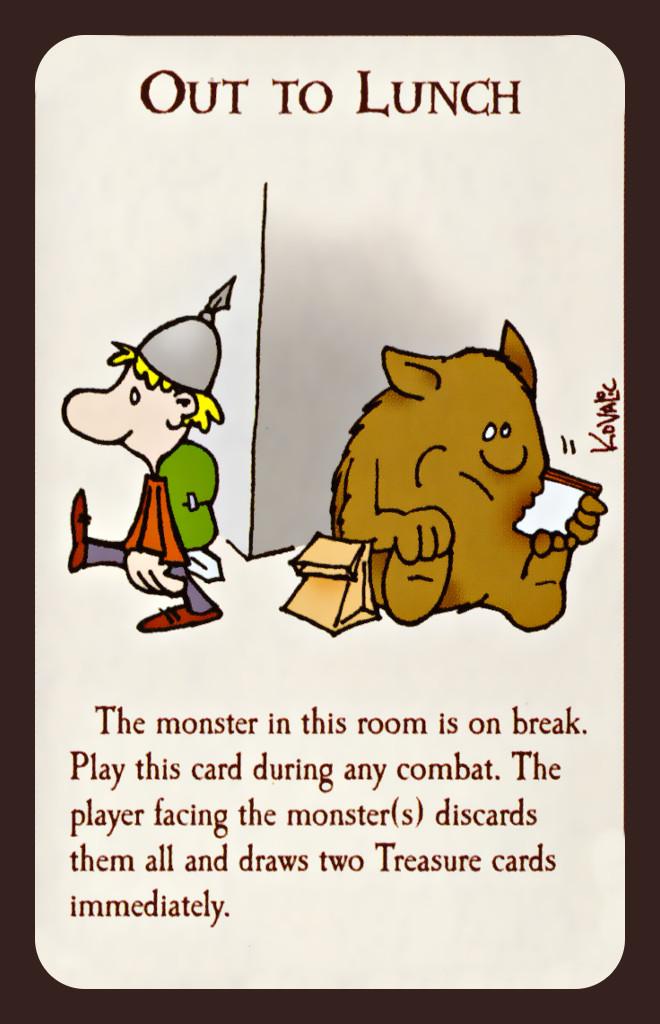 OUT TO LUNCH
KOVALIC
The monster in this room is on break.
Play this card during any combat. The
player facing the monster(s) discards
them all and draws two Treasure cards
immediately.